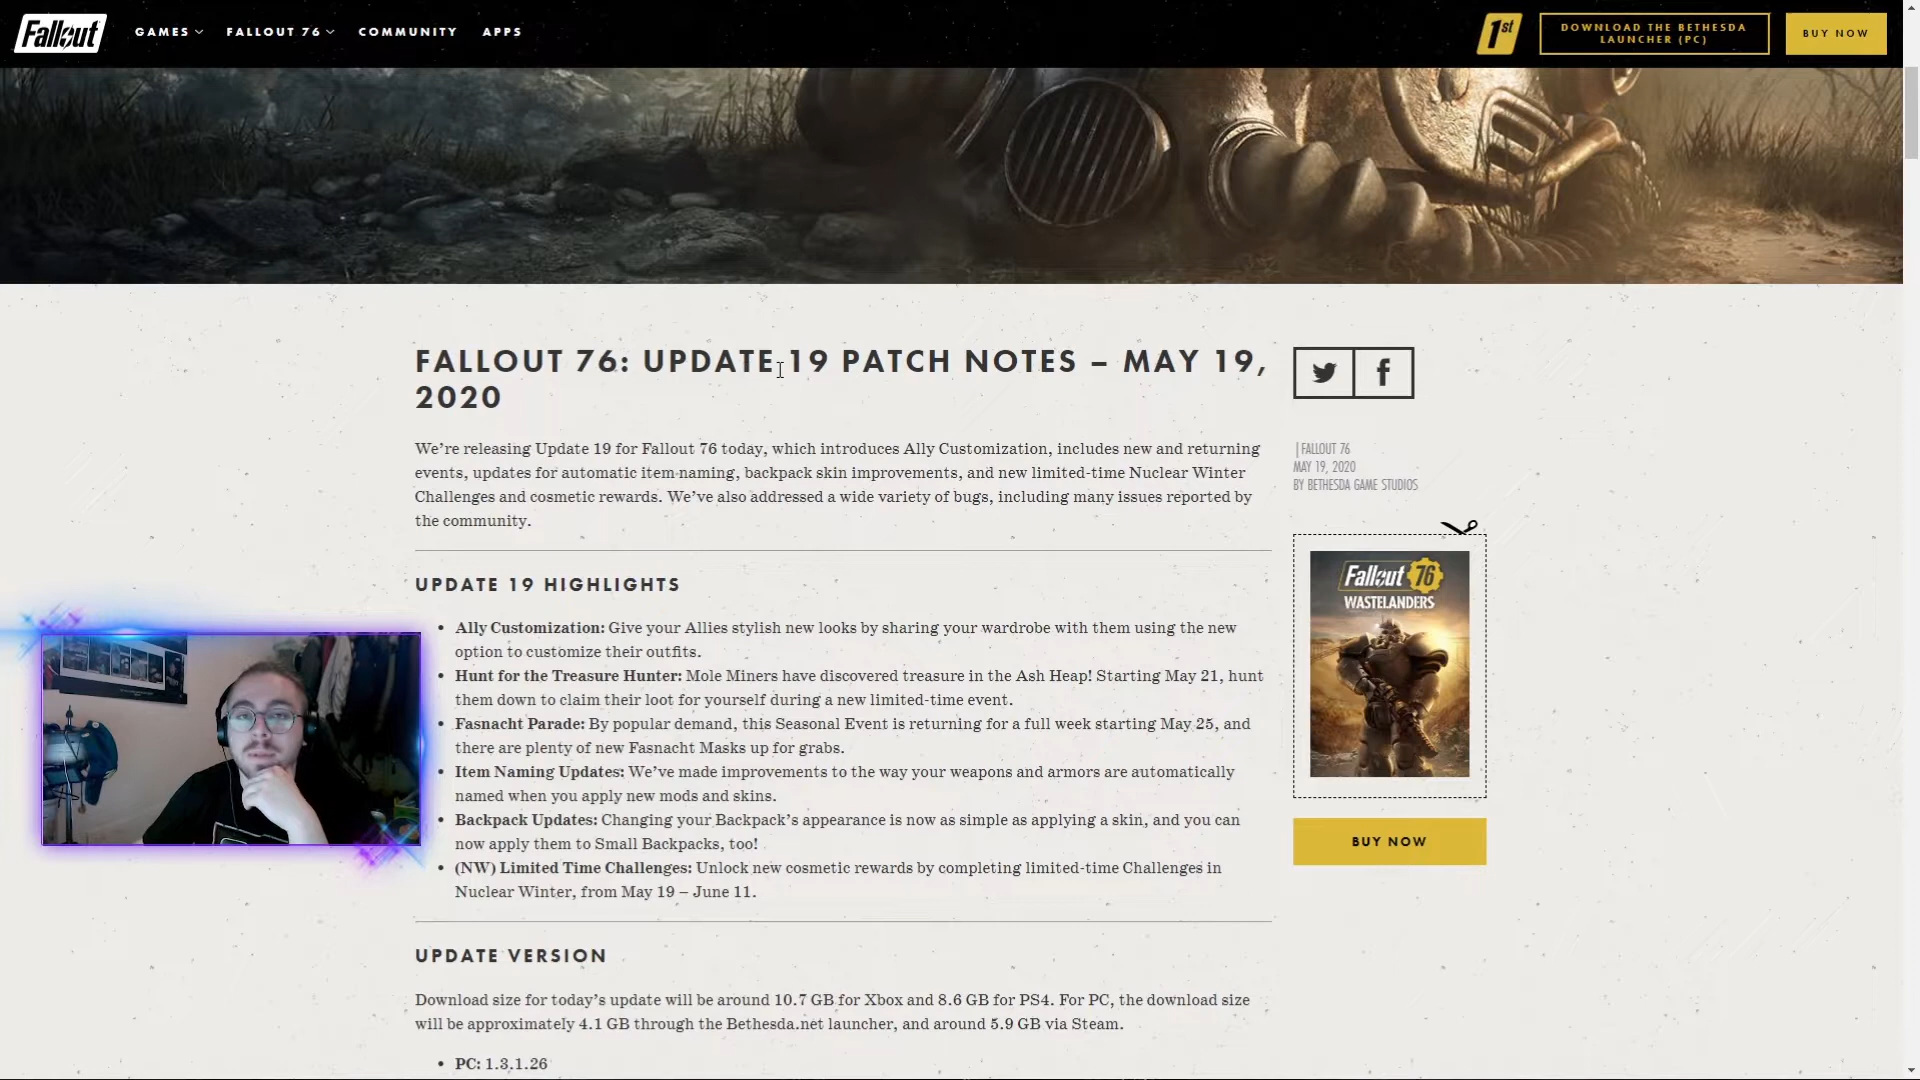 Fallout
GAMES
FALLOUT 76
COMMUNITY
APPS
1st
DOWNLOAD THE BETHESDA
LAUNCHER (PC)
BUY NOW
FALLOUT 76: UPDATE 19 PATCH NOTES – MAY 19,
2020
We’re releasing Update 19 for Fallout 76 today, which introduces Ally Customization, includes new and returning
events, updates for automatic item-naming, backpack skin improvements, and new limited-time Nuclear Winter
Challenges and cosmetic rewards. We’ve also addressed a wide variety of bugs, including many issues reported by
the community.
| FALLOUT 76
MAY 19, 2020
BY BETHESDA GAME STUDIOS
Fallout 76
WASTELANDERS
BUY NOW
UPDATE 19 HIGHLIGHTS
• Ally Customization: Give your Allies stylish new looks by sharing your wardrobe with them using the new
option to customize their outfits.
• Hunt for the Treasure Hunter: Mole Miners have discovered treasure in the Ash Heap! Starting May 21, hunt
them down to claim their loot for yourself during a new limited-time event.
• Fasnacht Parade: By popular demand, this Seasonal Event is returning for a full week starting May 25, and
there are plenty of new Fasnacht Masks up for grabs.
• Item Naming Updates: We’ve made improvements to the way your weapons and armors are automatically
named when you apply new mods and skins.
• Backpack Updates: Changing your Backpack’s appearance is now as simple as applying a skin, and you can
now apply them to Small Backpacks, too!
• (NW) Limited Time Challenges: Unlock new cosmetic rewards by completing limited-time Challenges in
Nuclear Winter, from May 19 – June 11.
UPDATE VERSION
Download size for today’s update will be around 10.7 GB for Xbox and 8.6 GB for PS4. For PC, the download size
will be approximately 4.1 GB through the Bethesda.net launcher, and around 5.9 GB via Steam.
• PC: 1.3.1.26